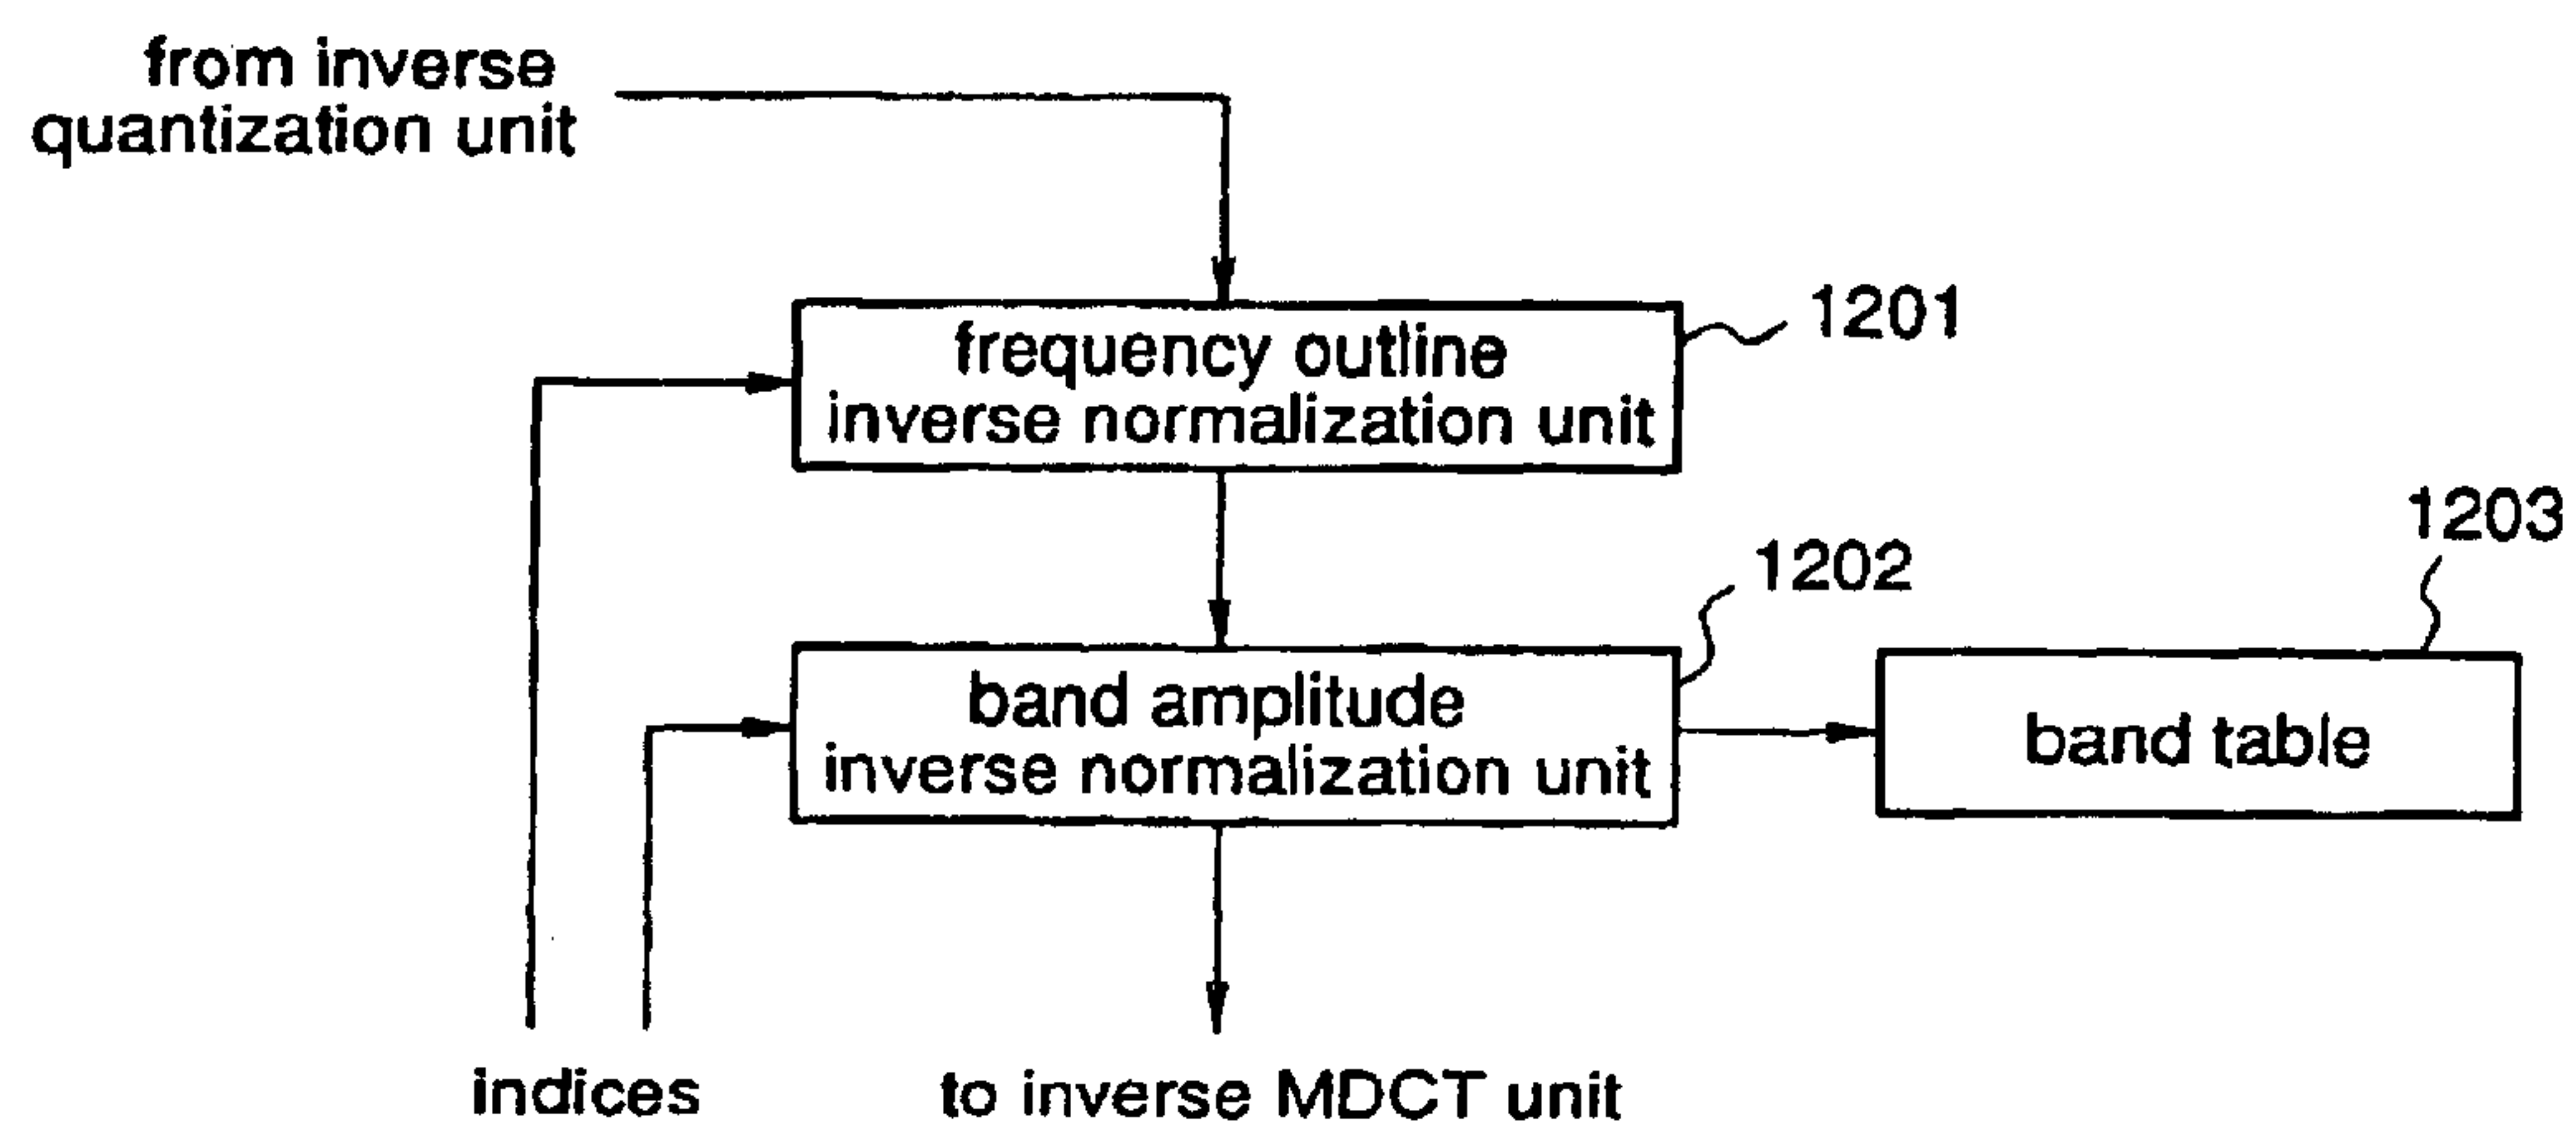 from inverse
quantization unit
frequency outline
inverse normalization unit
1201
band amplitude
inverse normalization unit
1202
band table
1203
indices
to inverse MDCT unit